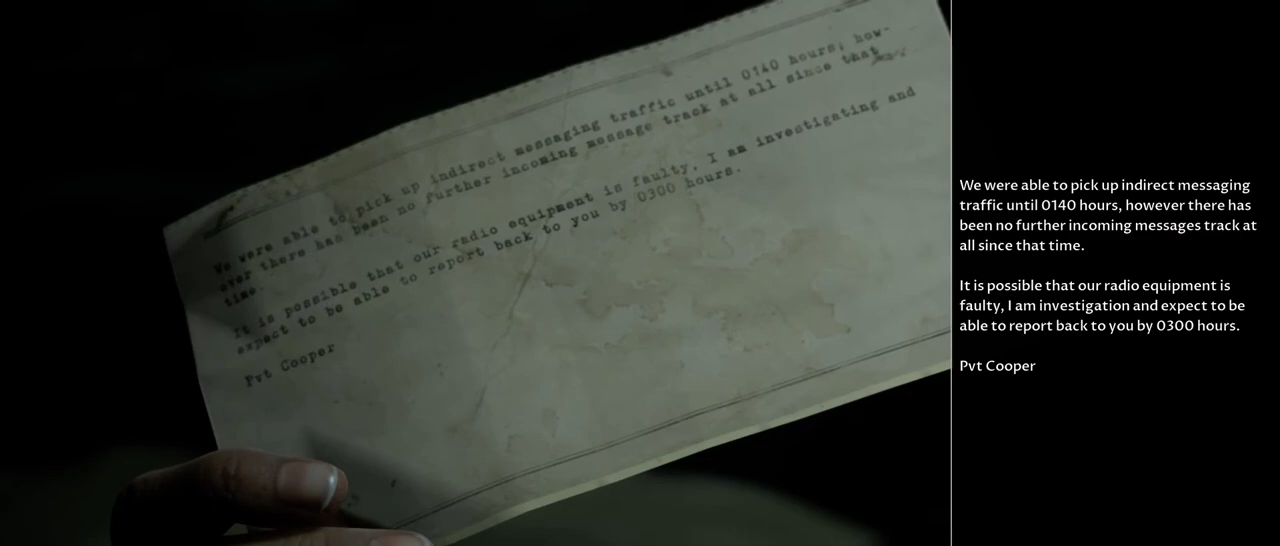 We were able to pick up indirect messaging traffic until 0140 hours, how-
ever there has been no further incoming message track at all since that
time.
It is possible that our radio equipment is faulty, I am investigating and
expect to be able to report back to you by 0300 hours.
Pvt Cooper
We were able to pick up indirect messaging
traffic until 0140 hours, however there has
been no further incoming messages track at
all since that time.
It is possible that our radio equipment is
faulty, I am investigation and expect to be
able to report back to you by 0300 hours.
Pvt Cooper